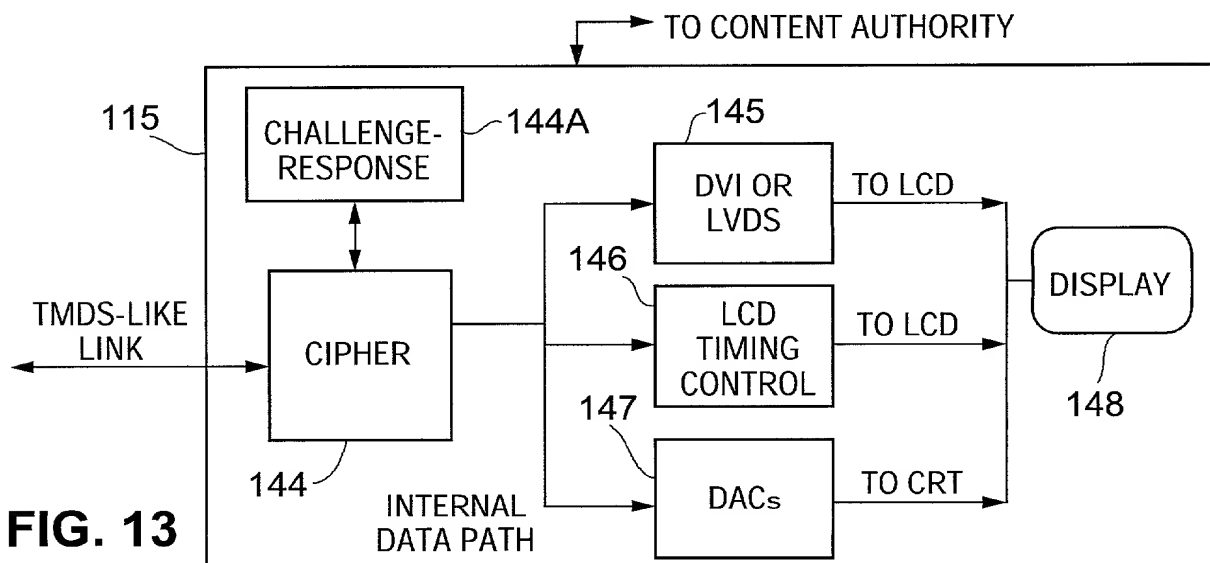 TO CONTENT AUTHORITY
115
CHALLENGE-
RESPONSE
144A
145
DVI OR
LVDS
TO LCD
146
LCD
TIMING
CONTROL
TO LCD
DISPLAY
148
TMDS-LIKE
LINK
CIPHER
144
147
DACs
TO CRT
INTERNAL
DATA PATH
FIG. 13